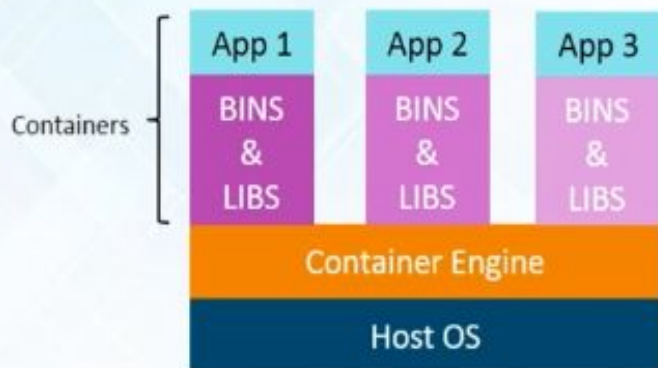 App 1
App 2
App 3
Containers
BINS
&
LIBS
BINS
&
LIBS
BINS
&
LIBS
Container Engine
Host OS